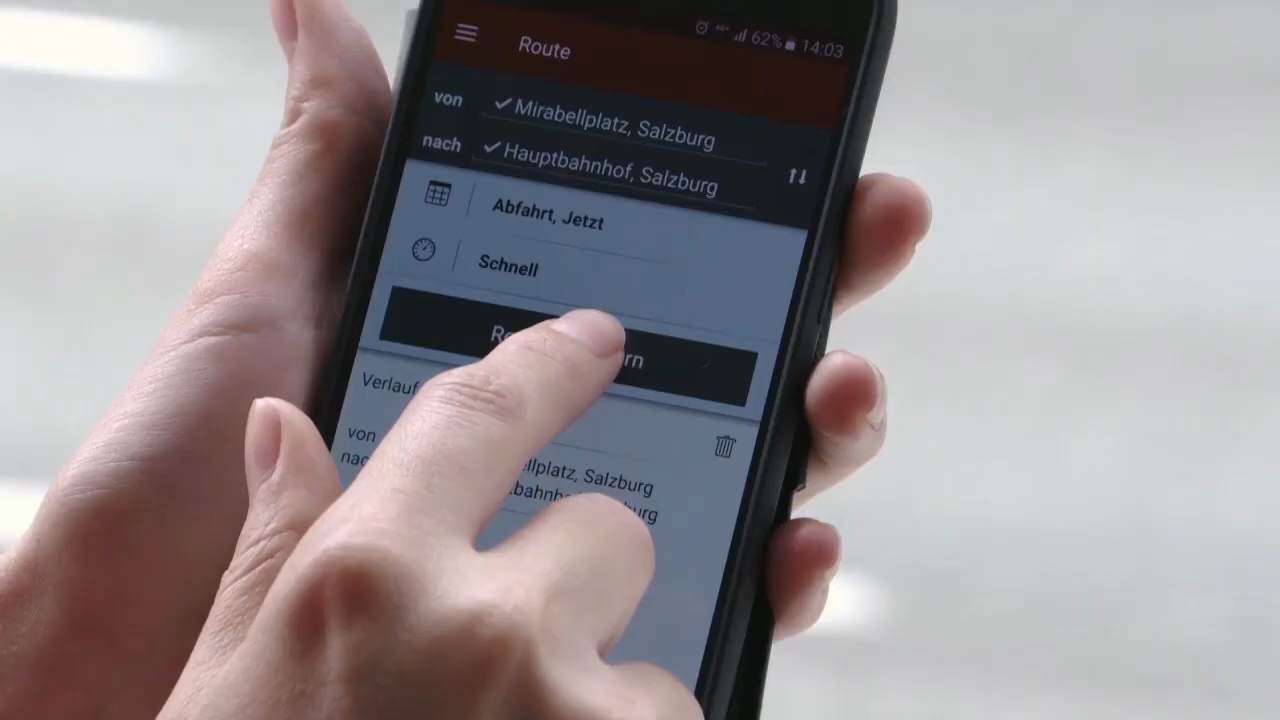 62% 14:03
Route
von Mirabellplatz, Salzburg
nach Hauptbahnhof, Salzburg
Abfahrt, Jetzt
Schnell
Verlauf
von
Salzburg